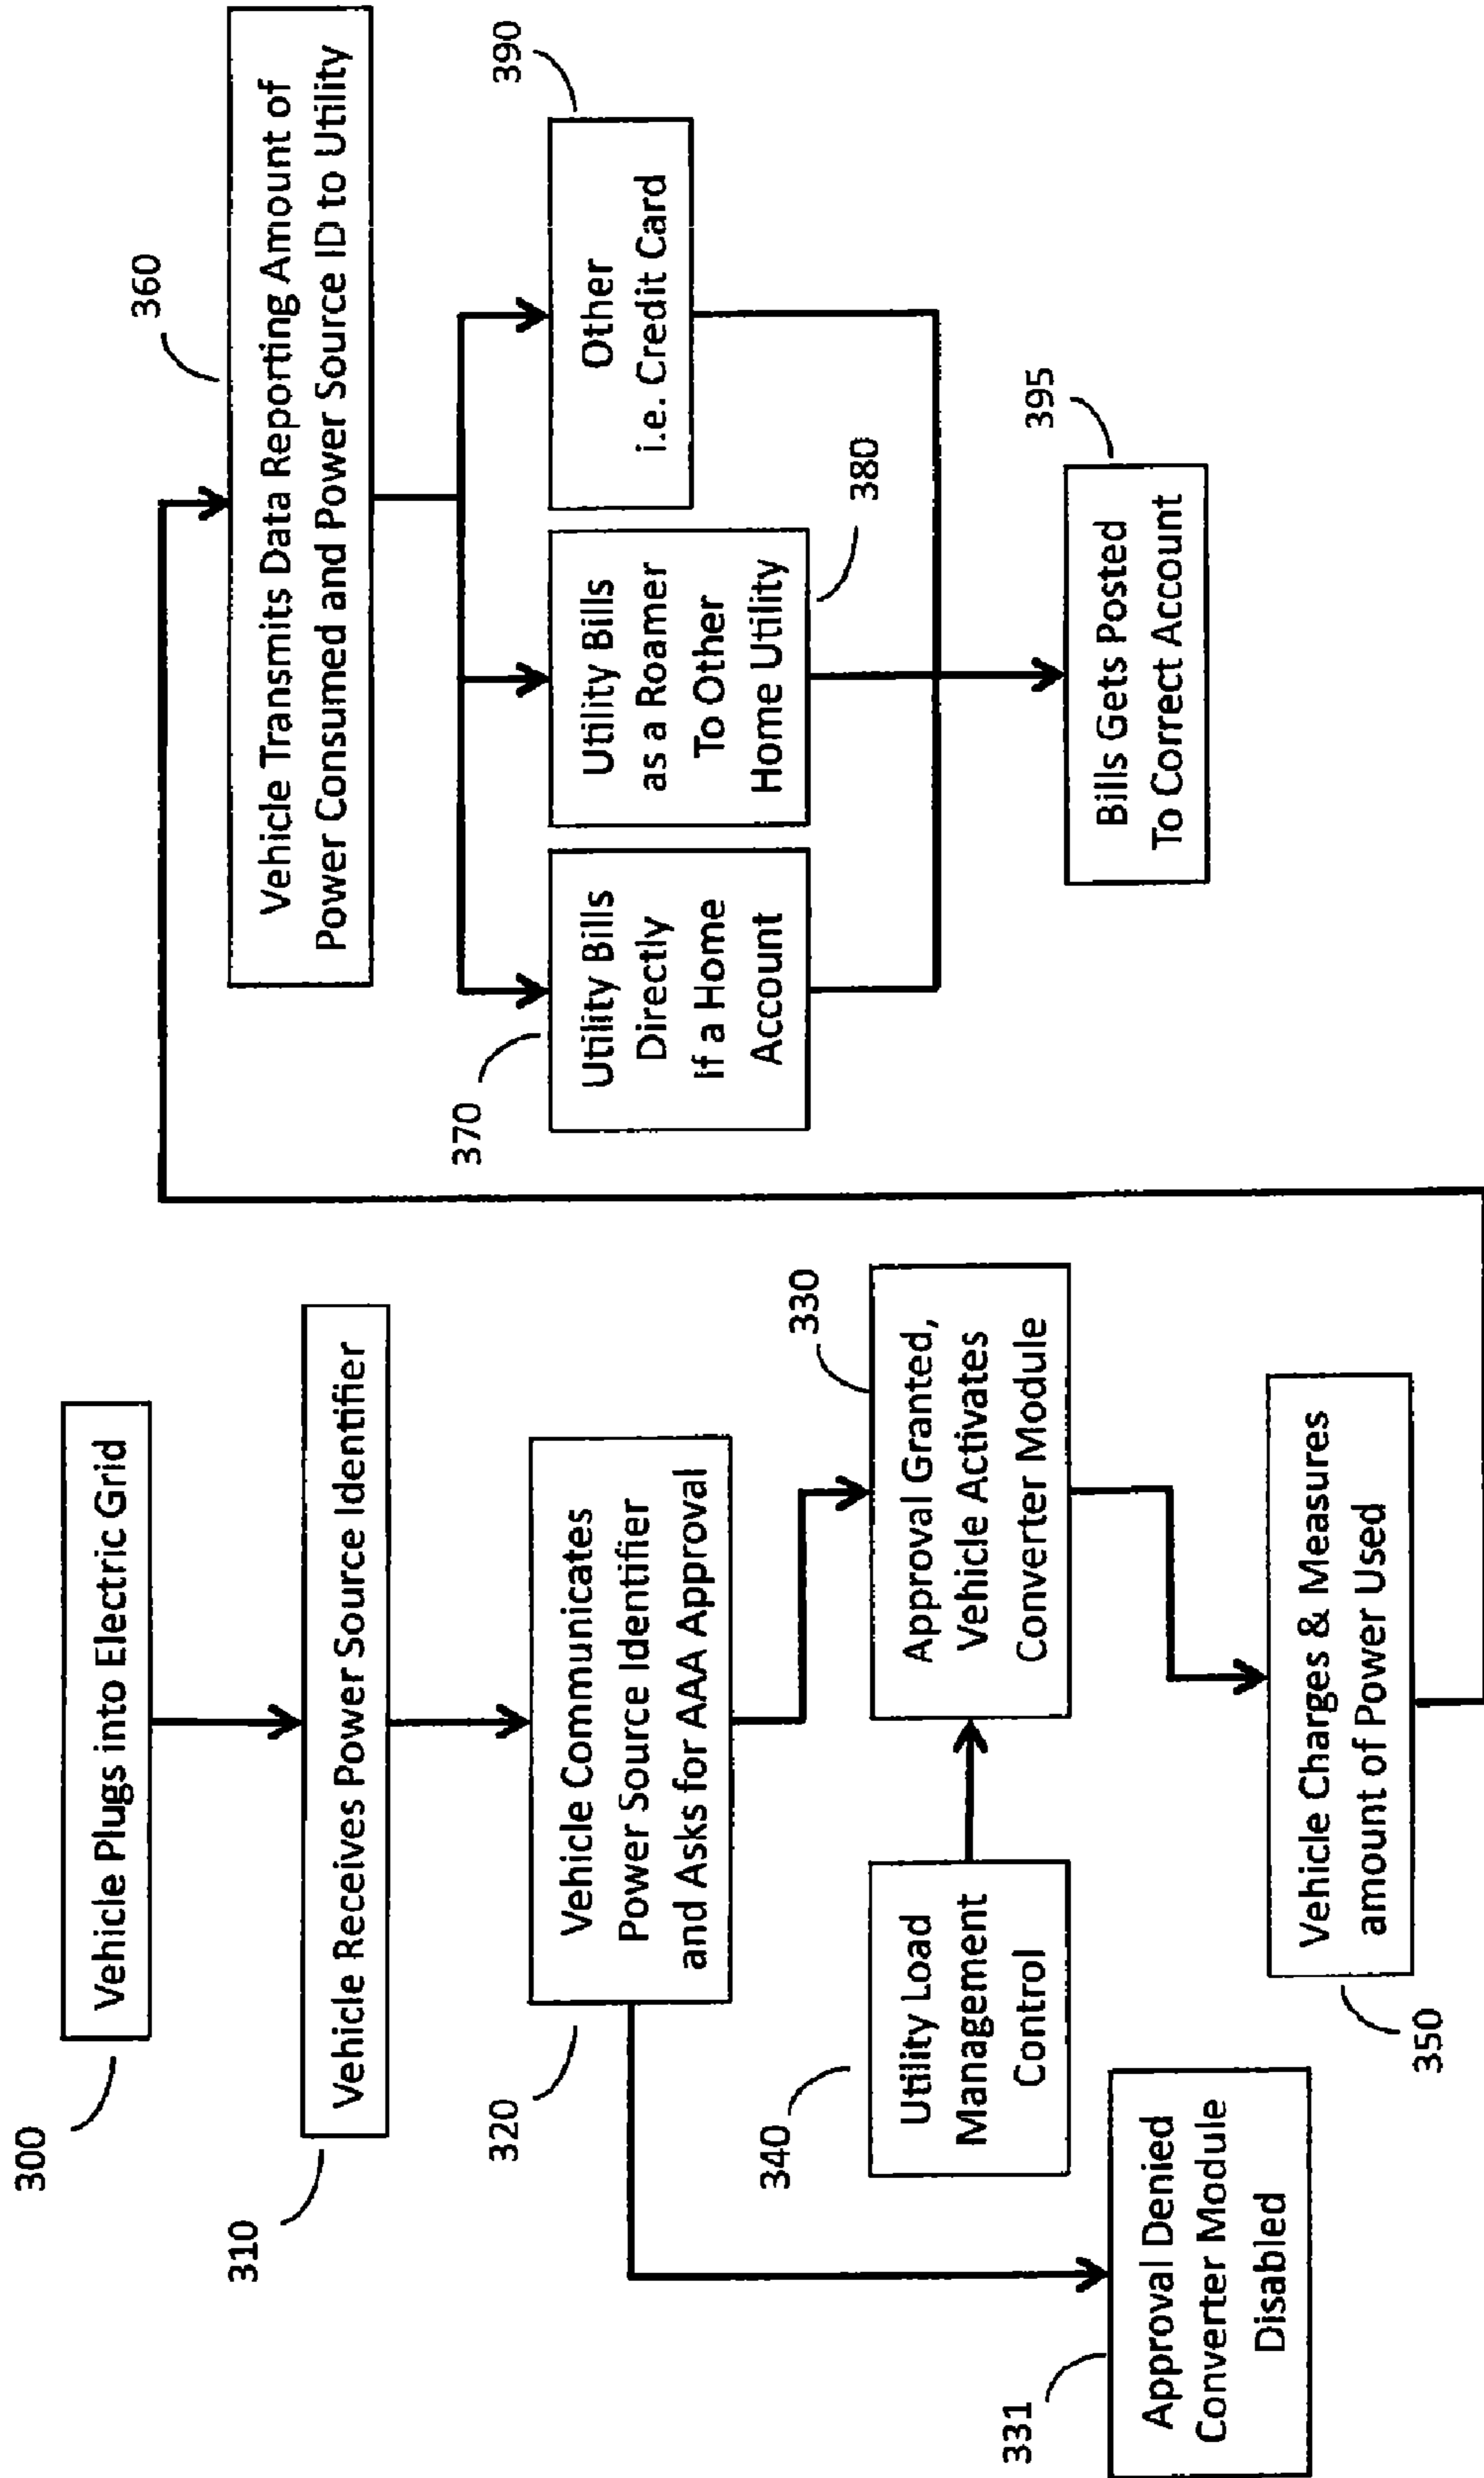 300
Vehicle Plugs into Electric Grid
310
Vehicle Receives Power Source Identifier
320
Vehicle Communicates
Power Source Identifier
and Asks for AAA Approval
330
Approval Granted,
Vehicle Activates
Converter Module
340
Utility Load
Management
Control
331
Approval Denied
Converter Module
Disabled
350
Vehicle Charges & Measures
amount of Power Used
360
Vehicle Transmits Data Reporting Amount of
Power Consumed and Power Source ID to Utility
370
Utility Bills
Directly
If a Home
Account
380
Utility Bills
as a Roamer
To Other
Home Utility
390
Other
i.e. Credit Card
395
Bills Gets Posted
To Correct Account